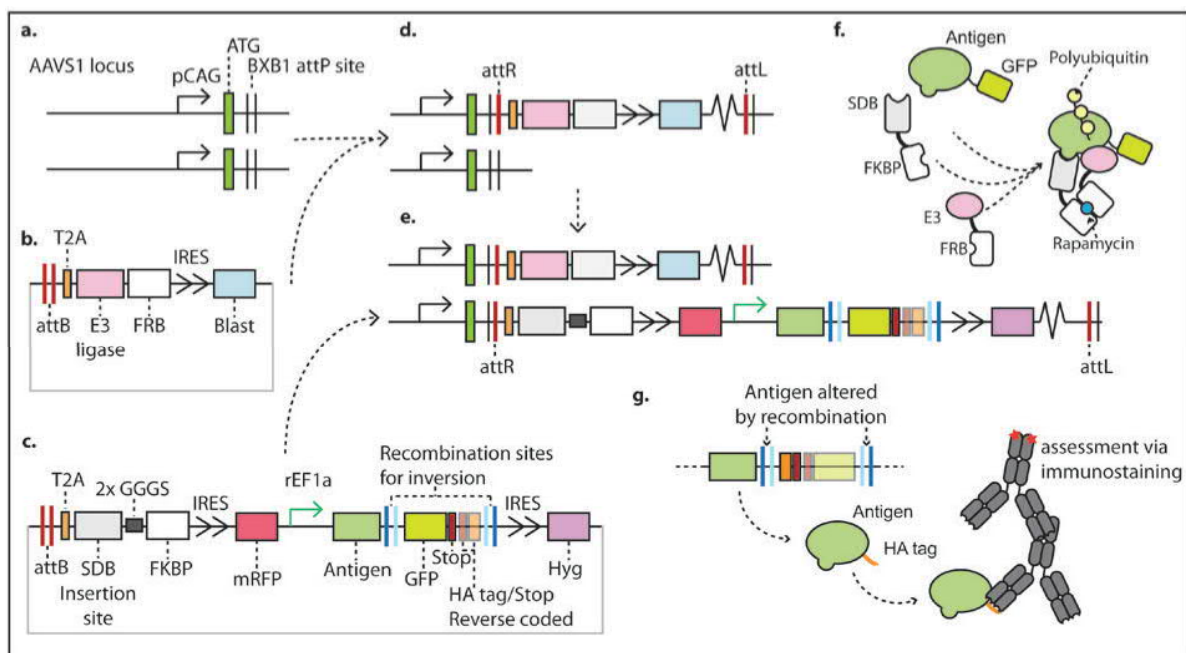 a.
AAVS1 locus
pCAG
ATG
BXB1 attP site
b.
T2A
IRES
attB
E3
ligase
FRB
Blast
c.
T2A
2x GGGS
IRES
rEF1a
Recombination sites
for inversion
IRES
attB
SDB
Insertion
site
FKBP
mRFP
Antigen
GFP
Stop
HA tag/Stop
Reverse coded
Hyg
d.
attR
attL
e.
attR
attL
f.
Antigen
GFP
SDB
FKBP
E3
FRB
Polyubiquitin
Rapamycin
g.
Antigen altered
by recombination
Antigen
HA tag
assessment via
immunostaining